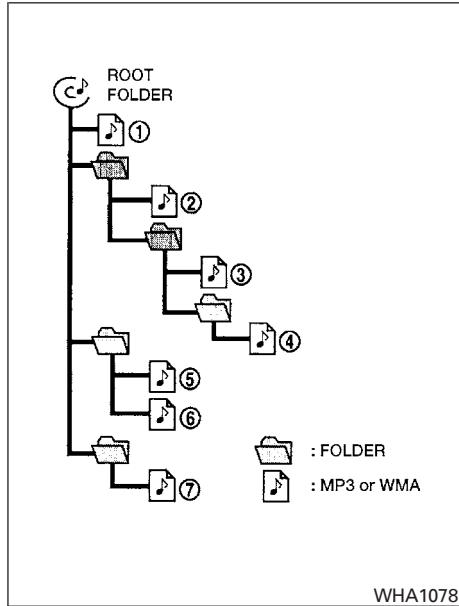 ROOT
FOLDER
①
②
③
④
⑤
⑥
⑦
: FOLDER
: MP3 or WMA
WHA1078